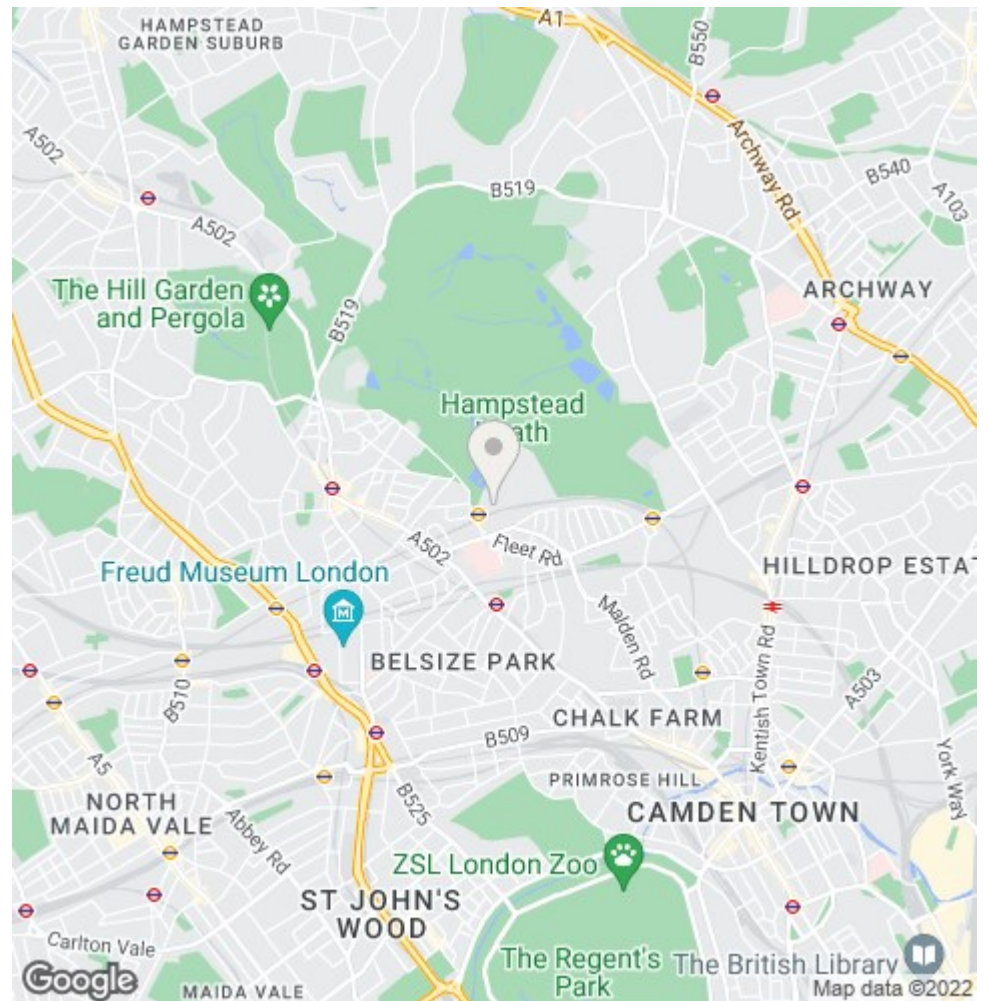 HAMPSTEAD
GARDEN SUBURB
A1
B550
A502
Archway Rd
B540
A103
B519
A502
The Hill Garden
and Pergola
B519
ARCHWAY
Hampstead
A502
Fleet Rd
HILLDROP ESTAT
Freud Museum London
M
Malden Rd
BELSIZE PARK
Kentish Town Rd
B510
A503
CHALK FARM
B509
A5
York Way
PRIMROSE HILL
NORTH
MAIDA VALE
B525
CAMDEN TOWN
Abbey Rd
ZSL London Zoo
ST JOHN'S
WOOD
Carlton Vale
The Regent's
Park
The British Library
Google
MAIDA VALE
Map data ©2022